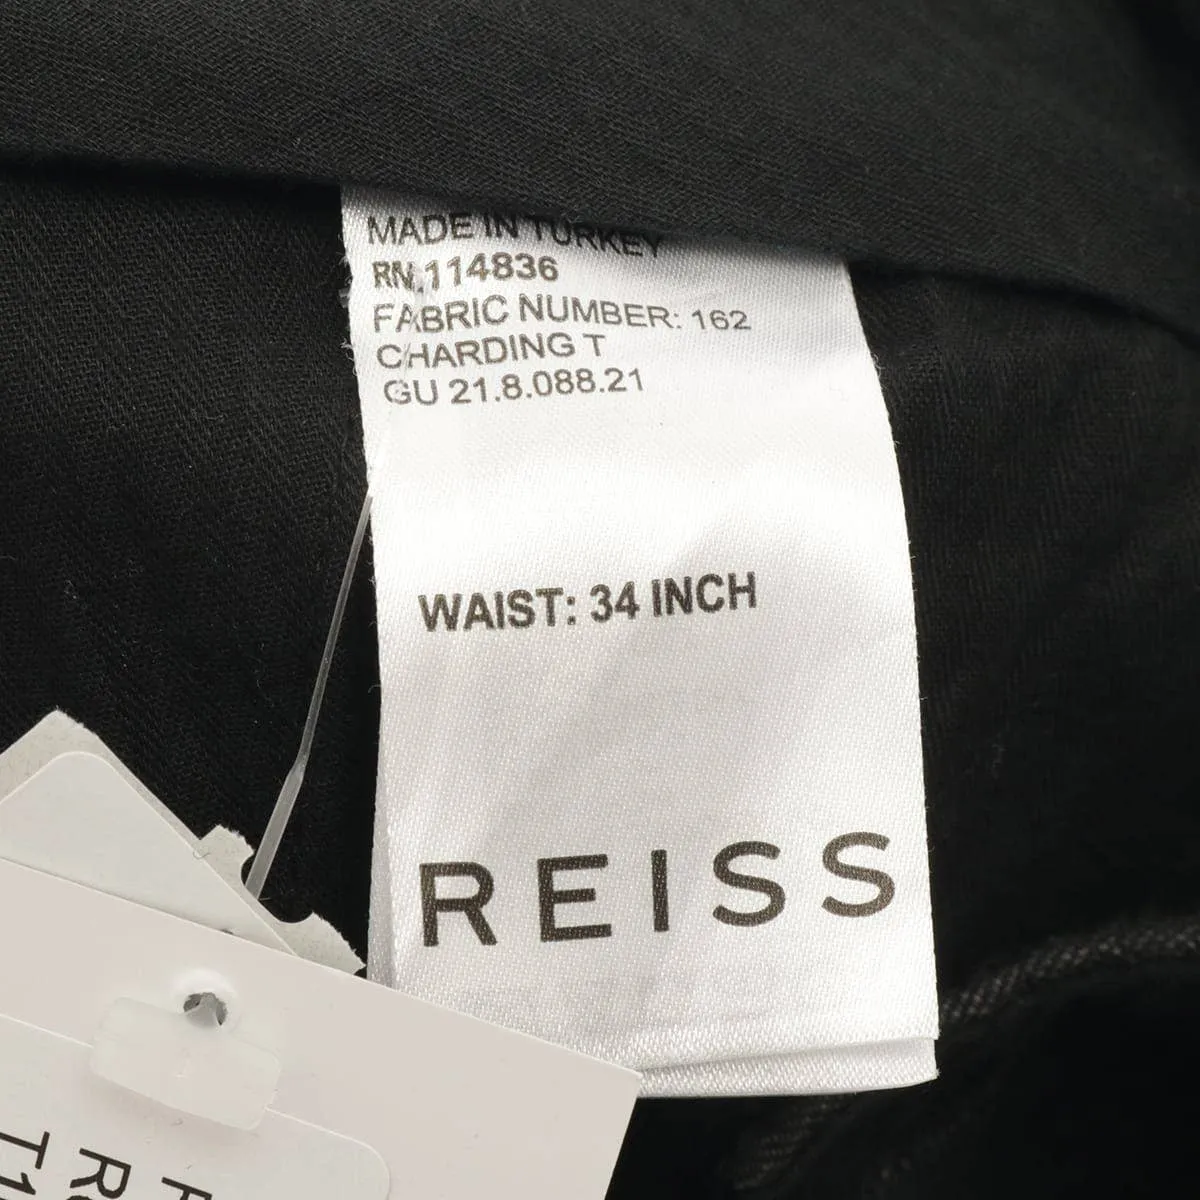 MADE IN TURKEY
RN.114836
FABRIC NUMBER: 162
CHARDING T
GU 21.8.088.21
WAIST: 34 INCH
REISS